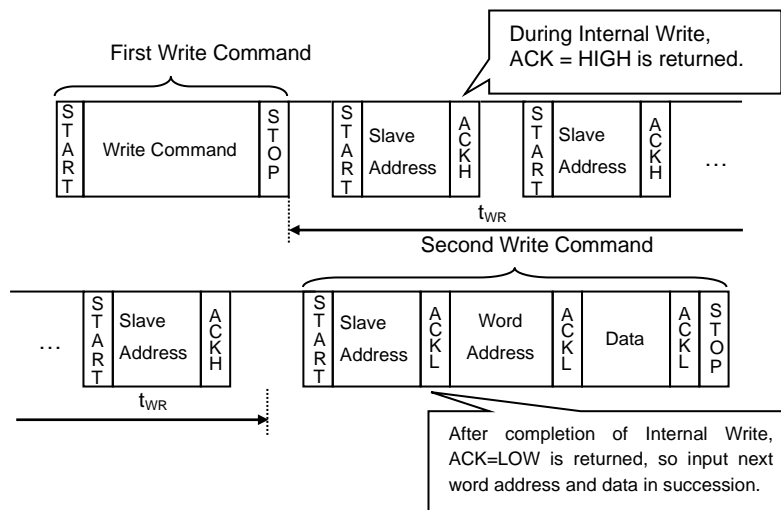 First Write Command
During Internal Write,
ACK = HIGH is returned.
START
Write Command
STOP
START
Slave
Address
ACKH
START
Slave
Address
ACKH
…
tWR
Second Write Command
…
START
Slave
Address
ACKH
START
Slave
Address
ACKL
Word
Address
ACKL
Data
ACKL
STOP
tWR
After completion of Internal Write,
ACK=LOW is returned, so input next
word address and data in succession.